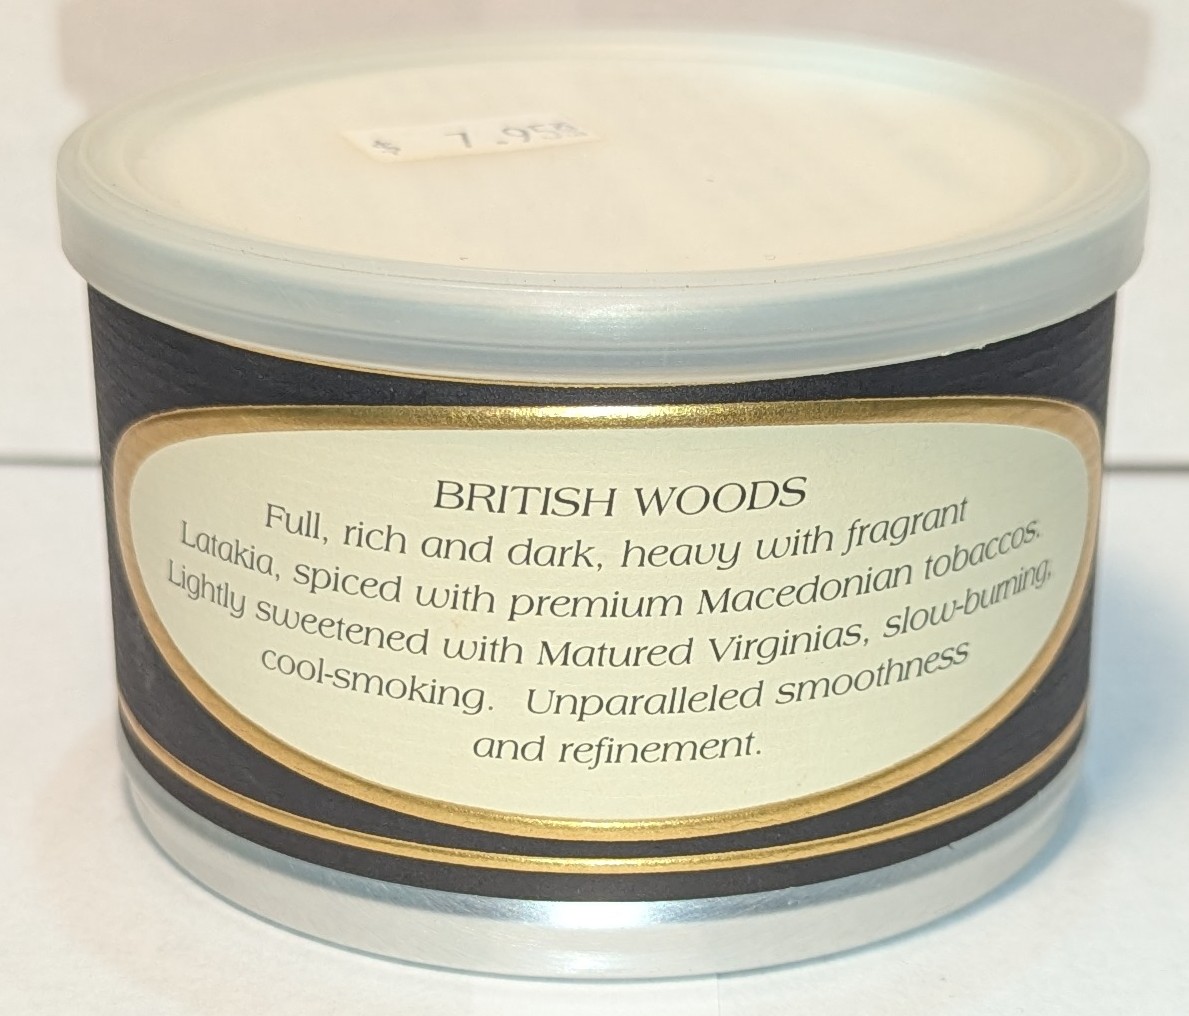 $ 7.95
BRITISH WOODS
Full, rich and dark, heavy with fragrant
Latakia, spiced with premium Macedonian tobaccos.
Lightly sweetened with Matured Virginias, slow-burning,
cool-smoking. Unparalleled smoothness
and refinement.